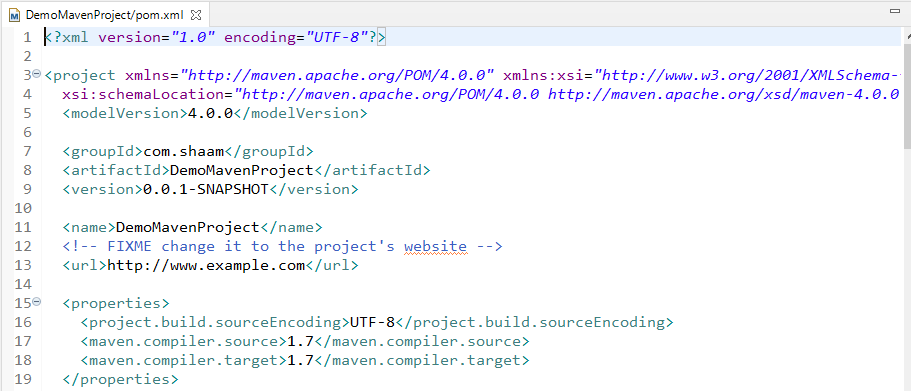 DemoMavenProject/pom.xml
1 <?xml version="1.0" encoding="UTF-8"?>
2
3 <project xmlns="http://maven.apache.org/POM/4.0.0" xmlns:xsi="http://www.w3.org/2001/XMLSchema-
4 xsi:schemaLocation="http://maven.apache.org/POM/4.0.0 http://maven.apache.org/xsd/maven-4.0.0
5 <modelVersion>4.0.0</modelVersion>
6
7 <groupId>com.shaam</groupId>
8 <artifactId>DemoMavenProject</artifactId>
9 <version>0.0.1-SNAPSHOT</version>
10
11 <name>DemoMavenProject</name>
12 <!-- FIXME change it to the project's website -->
13 <url>http://www.example.com</url>
14
15 <properties>
16 <project.build.sourceEncoding>UTF-8</project.build.sourceEncoding>
17 <maven.compiler.source>1.7</maven.compiler.source>
18 <maven.compiler.target>1.7</maven.compiler.target>
19 </properties>